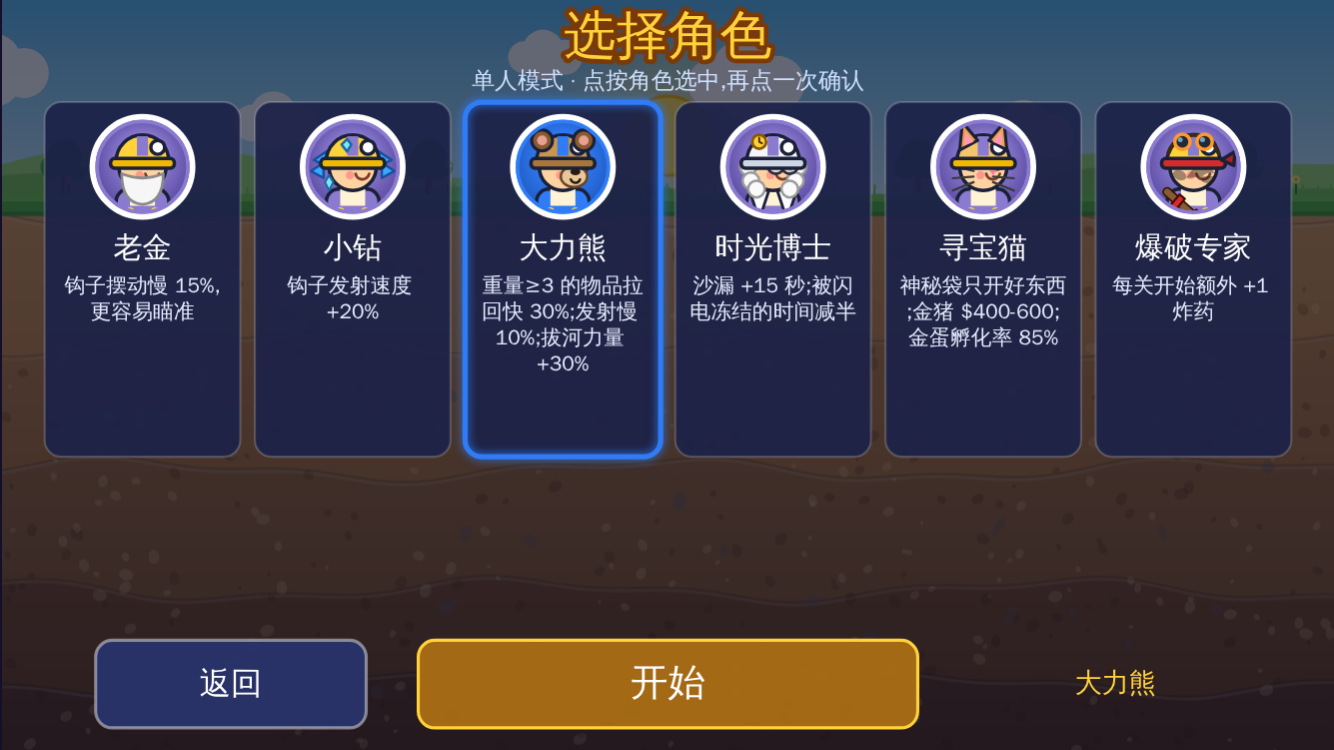 选择角色
单人模式 · 点按角色选中,再点一次确认
老金
钩子摆动慢 15%,
更容易瞄准
小钻
钩子发射速度
+20%
大力熊
重量≥3 的物品拉
回快 30%;发射慢
10%;拔河力量
+30%
时光博士
沙漏 +15 秒;被闪
电冻结的时间减半
寻宝猫
神秘袋只开好东西
;金猪 $400-600;
金蛋孵化率 85%
爆破专家
每关开始额外 +1
炸药
返回
开始
大力熊